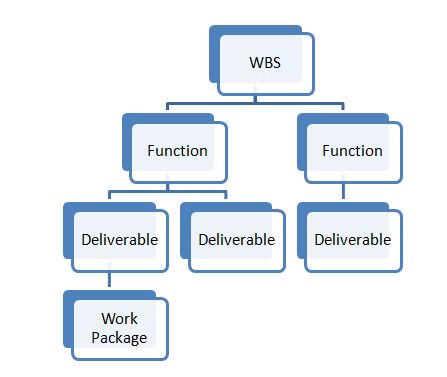 WBS
Function
Function
Deliverable
Deliverable
Deliverable
Work
Package